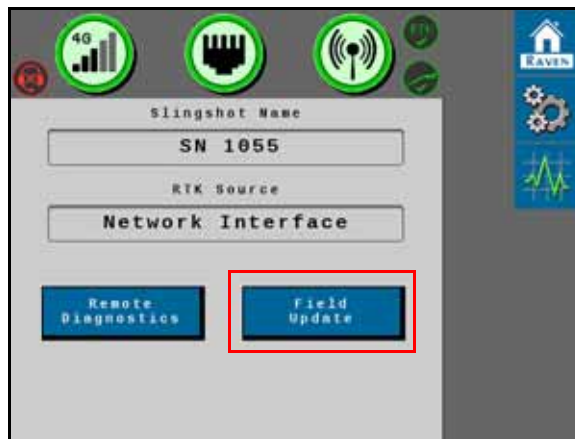 4G
RAVEN
Slingshot Name
SN 1055
RTK Source
Network Interface
Remote
Diagnostics
Field
Update